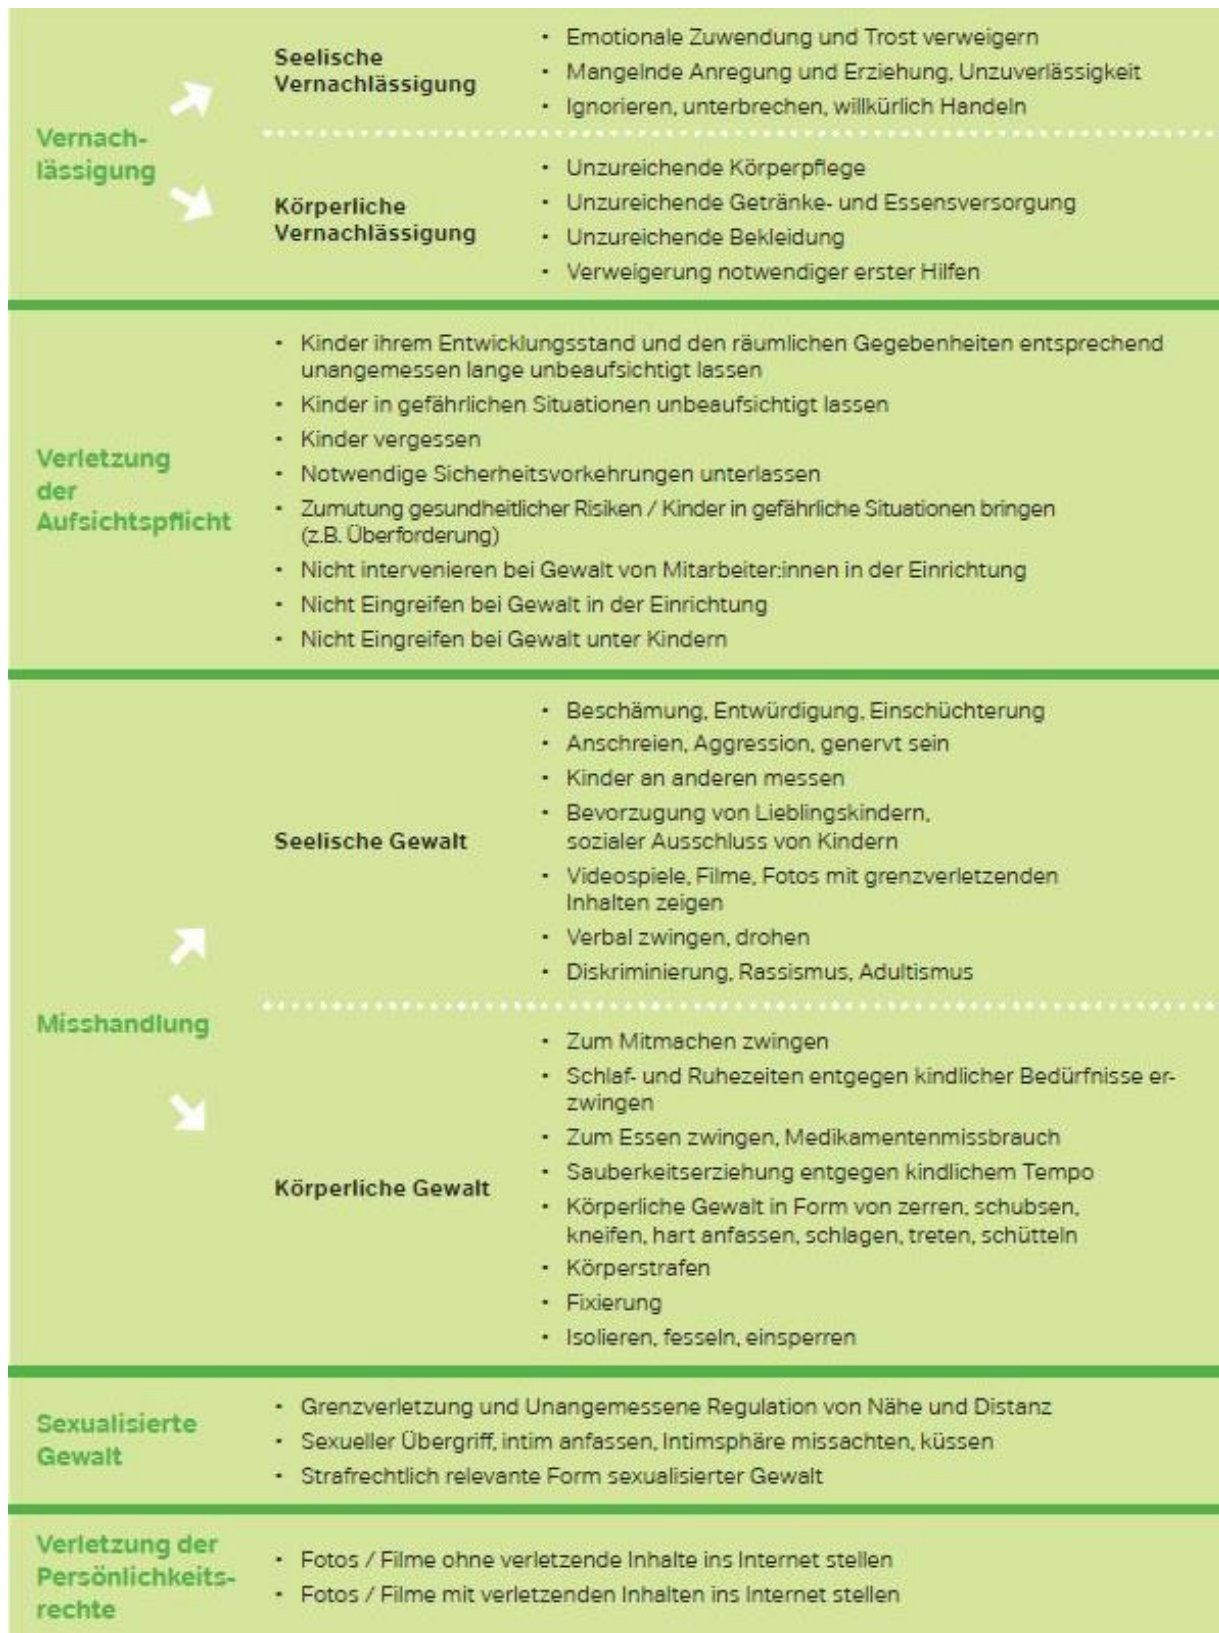 Vernach-
lässigung
Seelische
Vernachlässigung
• Emotionale Zuwendung und Trost verweigern
• Mangelnde Anregung und Erziehung, Unzuverlässigkeit
• Ignorieren, unterbrechen, willkürlich Handeln
Körperliche
Vernachlässigung
• Unzureichende Körperpflege
• Unzureichende Getränke- und Essensversorgung
• Unzureichende Bekleidung
• Verweigerung notwendiger erster Hilfen
Verletzung
der
Aufsichtspflicht
• Kinder ihrem Entwicklungsstand und den räumlichen Gegebenheiten entsprechend
unangemessen lange unbeaufsichtigt lassen
• Kinder in gefährlichen Situationen unbeaufsichtigt lassen
• Kinder vergessen
• Notwendige Sicherheitsvorkehrungen unterlassen
• Zumutung gesundheitlicher Risiken / Kinder in gefährliche Situationen bringen
(z.B. Überforderung)
• Nicht intervenieren bei Gewalt von Mitarbeiter:innen in der Einrichtung
• Nicht Eingreifen bei Gewalt in der Einrichtung
• Nicht Eingreifen bei Gewalt unter Kindern
Misshandlung
Seelische Gewalt
• Beschämung, Entwürdigung, Einschüchterung
• Anschreien, Aggression, genervt sein
• Kinder an anderen messen
• Bevorzugung von Lieblingskindern,
sozialer Ausschluss von Kindern
• Videospiele, Filme, Fotos mit grenzverletzenden
Inhalten zeigen
• Verbal zwingen, drohen
• Diskriminierung, Rassismus, Adultismus
Körperliche Gewalt
• Zum Mitmachen zwingen
• Schlaf- und Ruhezeiten entgegen kindlicher Bedürfnisse er-
zwingen
• Zum Essen zwingen, Medikamentenmissbrauch
• Sauberkeitserziehung entgegen kindlichem Tempo
• Körperliche Gewalt in Form von zerren, schubsen,
kneifen, hart anfassen, schlagen, treten, schütteln
• Körperstrafen
• Fixierung
• Isolieren, fesseln, einsperren
Sexualisierte
Gewalt
• Grenzverletzung und Unangemessene Regulation von Nähe und Distanz
• Sexueller Übergriff, intim anfassen, Intimsphäre missachten, küssen
• Strafrechtlich relevante Form sexualisierter Gewalt
Verletzung der
Persönlichkeits-
rechte
• Fotos / Filme ohne verletzende Inhalte ins Internet stellen
• Fotos / Filme mit verletzenden Inhalten ins Internet stellen